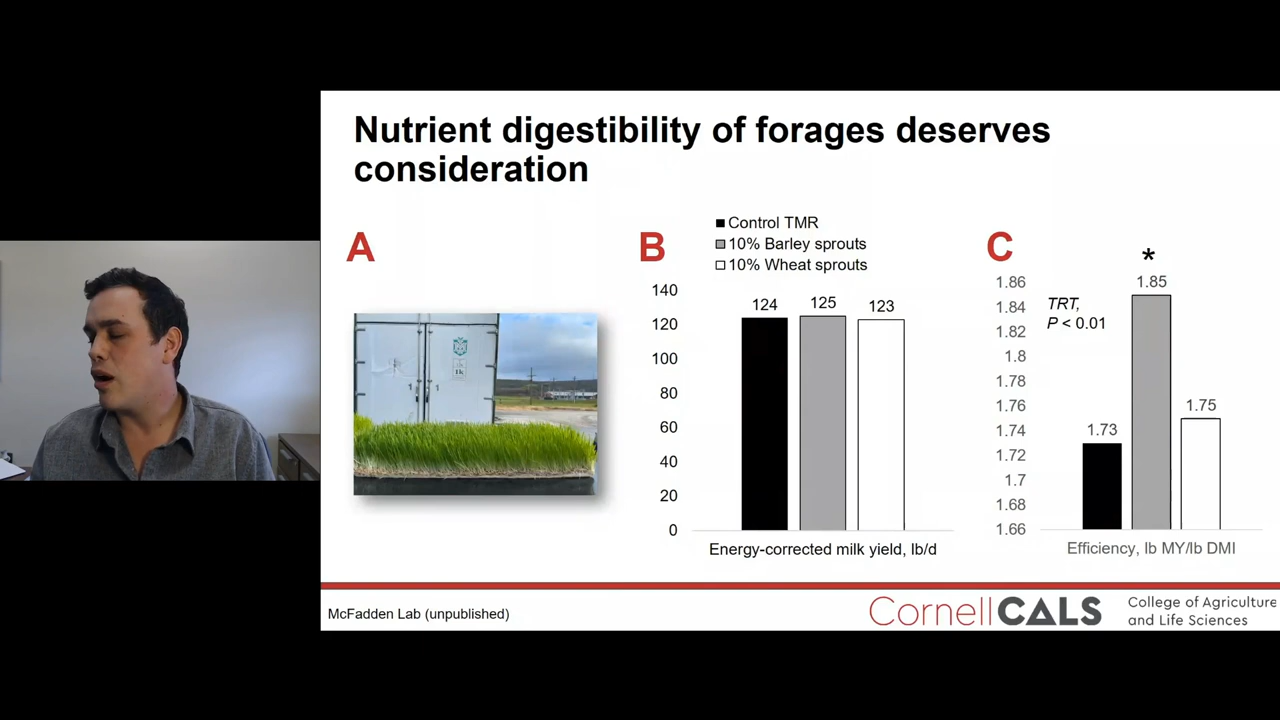 Nutrient digestibility of forages deserves
consideration
A
B
Control TMR
10% Barley sprouts
10% Wheat sprouts
140
120
100
80
60
40
20
0
124
125
123
Energy-corrected milk yield, lb/d
C
*
1.86
1.84
1.82
1.8
1.78
1.76
1.74
1.72
1.7
1.68
1.66
TRT,
P < 0.01
1.73
1.85
1.75
Efficiency, lb MY/lb DMI
McFadden Lab (unpublished)
CornellCALS
College of Agriculture
and Life Sciences